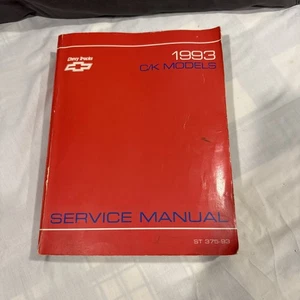 Chevy Trucks
1993
C/K MODELS
SERVICE MANUAL
ST 375-93